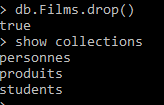 > db.Films.drop()
true
> show collections
personnes
produits
students
>